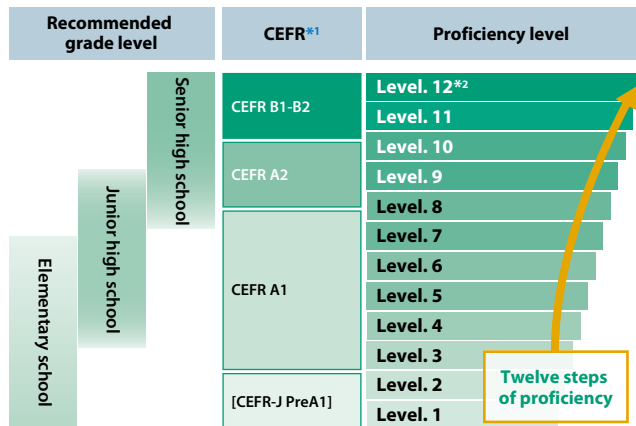 Recommended
grade level
CEFR*1
Proficiency level
Senior high school
Junior high school
Elementary school
CEFR B1-B2
CEFR A2
CEFR A1
[CEFR-J PreA1]
Level. 12*2
Level. 11
Level. 10
Level. 9
Level. 8
Level. 7
Level. 6
Level. 5
Level. 4
Level. 3
Level. 2
Level. 1
Twelve steps
of proficiency